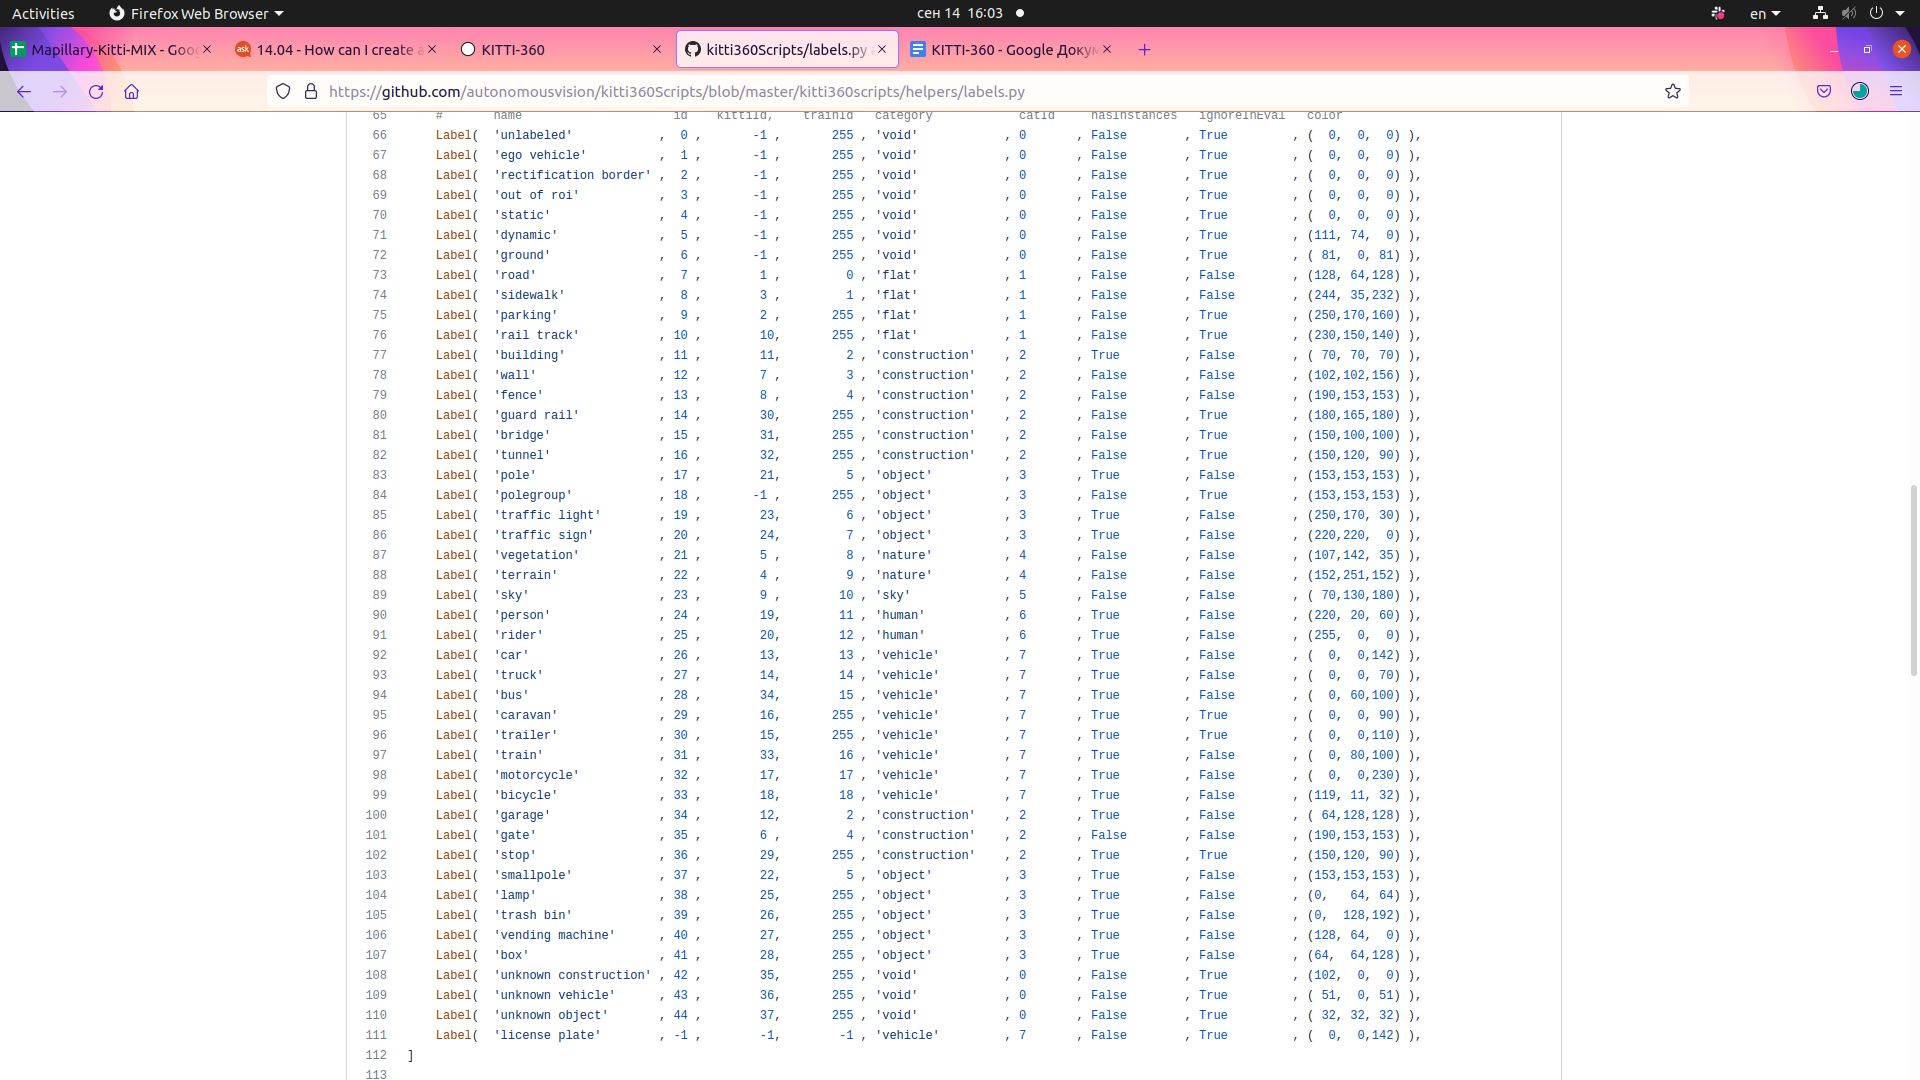 Activities Firefox Web Browser сен 14 16:03 en
Mapillary-Kitti-MIX - Goo 14.04 - How can I create a KITTI-360 kitti360Scripts/labels.py a KITTI-360 - Google Докум
https://github.com/autonomousvision/kitti360Scripts/blob/master/kitti360scripts/helpers/labels.py
65 # name id kittiId, trainId category catId hasInstances ignoreInEval color
66 Label( 'unlabeled' , 0 , -1 , 255 , 'void' , 0 , False , True , ( 0, 0, 0) ),
67 Label( 'ego vehicle' , 1 , -1 , 255 , 'void' , 0 , False , True , ( 0, 0, 0) ),
68 Label( 'rectification border' , 2 , -1 , 255 , 'void' , 0 , False , True , ( 0, 0, 0) ),
69 Label( 'out of roi' , 3 , -1 , 255 , 'void' , 0 , False , True , ( 0, 0, 0) ),
70 Label( 'static' , 4 , -1 , 255 , 'void' , 0 , False , True , ( 0, 0, 0) ),
71 Label( 'dynamic' , 5 , -1 , 255 , 'void' , 0 , False , True , (111, 74, 0) ),
72 Label( 'ground' , 6 , -1 , 255 , 'void' , 0 , False , True , ( 81, 0, 81) ),
73 Label( 'road' , 7 , 1 , 0 , 'flat' , 1 , False , False , (128, 64,128) ),
74 Label( 'sidewalk' , 8 , 3 , 1 , 'flat' , 1 , False , False , (244, 35,232) ),
75 Label( 'parking' , 9 , 2 , 255 , 'flat' , 1 , False , True , (250,170,160) ),
76 Label( 'rail track' , 10 , 10, 255 , 'flat' , 1 , False , True , (230,150,140) ),
77 Label( 'building' , 11 , 11, 2 , 'construction' , 2 , True , False , ( 70, 70, 70) ),
78 Label( 'wall' , 12 , 7 , 3 , 'construction' , 2 , False , False , (102,102,156) ),
79 Label( 'fence' , 13 , 8 , 4 , 'construction' , 2 , False , False , (190,153,153) ),
80 Label( 'guard rail' , 14 , 30, 255 , 'construction' , 2 , False , True , (180,165,180) ),
81 Label( 'bridge' , 15 , 31, 255 , 'construction' , 2 , False , True , (150,100,100) ),
82 Label( 'tunnel' , 16 , 32, 255 , 'construction' , 2 , False , True , (150,120, 90) ),
83 Label( 'pole' , 17 , 21, 5 , 'object' , 3 , True , False , (153,153,153) ),
84 Label( 'polegroup' , 18 , -1 , 255 , 'object' , 3 , False , True , (153,153,153) ),
85 Label( 'traffic light' , 19 , 23, 6 , 'object' , 3 , True , False , (250,170, 30) ),
86 Label( 'traffic sign' , 20 , 24, 7 , 'object' , 3 , True , False , (220,220, 0) ),
87 Label( 'vegetation' , 21 , 5 , 8 , 'nature' , 4 , False , False , (107,142, 35) ),
88 Label( 'terrain' , 22 , 4 , 9 , 'nature' , 4 , False , False , (152,251,152) ),
89 Label( 'sky' , 23 , 9 , 10 , 'sky' , 5 , False , False , ( 70,130,180) ),
90 Label( 'person' , 24 , 19, 11 , 'human' , 6 , True , False , (220, 20, 60) ),
91 Label( 'rider' , 25 , 20, 12 , 'human' , 6 , True , False , (255, 0, 0) ),
92 Label( 'car' , 26 , 13, 13 , 'vehicle' , 7 , True , False , ( 0, 0,142) ),
93 Label( 'truck' , 27 , 14, 14 , 'vehicle' , 7 , True , False , ( 0, 0, 70) ),
94 Label( 'bus' , 28 , 34, 15 , 'vehicle' , 7 , True , False , ( 0, 60,100) ),
95 Label( 'caravan' , 29 , 16, 255 , 'vehicle' , 7 , True , True , ( 0, 0, 90) ),
96 Label( 'trailer' , 30 , 15, 255 , 'vehicle' , 7 , True , True , ( 0, 0,110) ),
97 Label( 'train' , 31 , 33, 16 , 'vehicle' , 7 , True , False , ( 0, 80,100) ),
98 Label( 'motorcycle' , 32 , 17, 17 , 'vehicle' , 7 , True , False , ( 0, 0,230) ),
99 Label( 'bicycle' , 33 , 18, 18 , 'vehicle' , 7 , True , False , (119, 11, 32) ),
100 Label( 'garage' , 34 , 12, 2 , 'construction' , 2 , True , False , ( 64,128,128) ),
101 Label( 'gate' , 35 , 6 , 4 , 'construction' , 2 , False , False , (190,153,153) ),
102 Label( 'stop' , 36 , 29, 255 , 'construction' , 2 , True , True , (150,120, 90) ),
103 Label( 'smallpole' , 37 , 22, 5 , 'object' , 3 , True , False , (153,153,153) ),
104 Label( 'lamp' , 38 , 25, 255 , 'object' , 3 , True , False , (0, 64, 64) ),
105 Label( 'trash bin' , 39 , 26, 255 , 'object' , 3 , True , False , (0, 128,192) ),
106 Label( 'vending machine' , 40 , 27, 255 , 'object' , 3 , True , False , (128, 64, 0) ),
107 Label( 'box' , 41 , 28, 255 , 'object' , 3 , True , False , (64, 64,128) ),
108 Label( 'unknown construction' , 42 , 35, 255 , 'void' , 0 , False , True , (102, 0, 0) ),
109 Label( 'unknown vehicle' , 43 , 36, 255 , 'void' , 0 , False , True , ( 51, 0, 51) ),
110 Label( 'unknown object' , 44 , 37, 255 , 'void' , 0 , False , True , ( 32, 32, 32) ),
111 Label( 'license plate' , -1 , -1, -1 , 'vehicle' , 7 , False , True , ( 0, 0,142) ),
112 ]
113